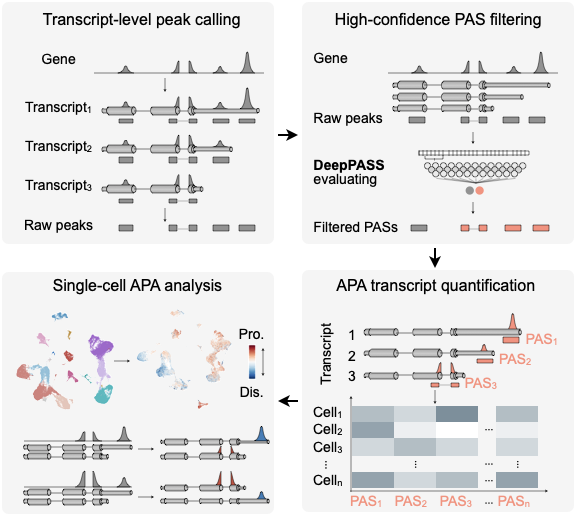 Transcript-level peak calling
Gene
Transcript₁
Transcript₂
Transcript₃
Raw peaks
High-confidence PAS filtering
Gene
Raw peaks
DeepPASS
evaluating
Filtered PASs
Single-cell APA analysis
Pro.
Dis.
APA transcript quantification
Transcript
1
PAS₁
2
PAS₂
3
PAS₃
Cell₁
Cell₂
...
Cell₃
⋮ ⋮ ⋮
Cellₙ
PAS₁ PAS₂ PAS₃ ... PASₙ